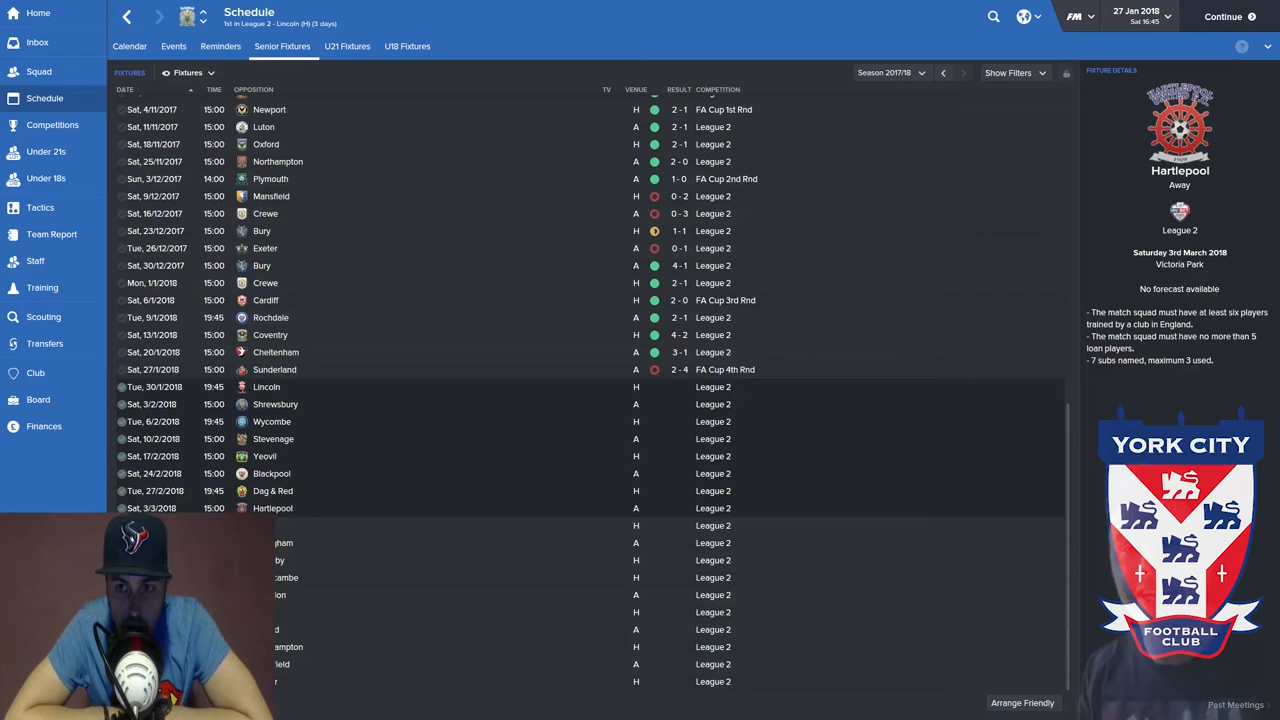 Home
Inbox
Squad
Schedule
Competitions
Under 21s
Under 18s
Tactics
Team Report
Staff
Training
Scouting
Transfers
Club
Board
Finances
Schedule
1st in League 2 - Lincoln (H) (3 days)
FM
27 Jan 2018
Sat 16:45
Continue
Calendar Events Reminders Senior Fixtures U21 Fixtures U18 Fixtures
FIXTURES Fixtures Season 2017/18 Show Filters
DATE TIME OPPOSITION TV VENUE RESULT COMPETITION
Sat, 4/11/2017 15:00 Newport H 2 - 1 FA Cup 1st Rnd
Sat, 11/11/2017 15:00 Luton A 2 - 1 League 2
Sat, 18/11/2017 15:00 Oxford H 2 - 1 League 2
Sat, 25/11/2017 15:00 Northampton A 2 - 0 League 2
Sun, 3/12/2017 14:00 Plymouth A 1 - 0 FA Cup 2nd Rnd
Sat, 9/12/2017 15:00 Mansfield H 0 - 2 League 2
Sat, 16/12/2017 15:00 Crewe A 0 - 3 League 2
Sat, 23/12/2017 15:00 Bury H 1 - 1 League 2
Tue, 26/12/2017 15:00 Exeter A 0 - 1 League 2
Sat, 30/12/2017 15:00 Bury A 4 - 1 League 2
Mon, 1/1/2018 15:00 Crewe H 2 - 1 League 2
Sat, 6/1/2018 15:00 Cardiff H 2 - 0 FA Cup 3rd Rnd
Tue, 9/1/2018 19:45 Rochdale A 2 - 1 League 2
Sat, 13/1/2018 15:00 Coventry H 4 - 2 League 2
Sat, 20/1/2018 15:00 Cheltenham A 3 - 1 League 2
Sat, 27/1/2018 15:00 Sunderland A 2 - 4 FA Cup 4th Rnd
Tue, 30/1/2018 19:45 Lincoln H League 2
Sat, 3/2/2018 15:00 Shrewsbury A League 2
Tue, 6/2/2018 19:45 Wycombe H League 2
Sat, 10/2/2018 15:00 Stevenage A League 2
Sat, 17/2/2018 15:00 Yeovil H League 2
Sat, 24/2/2018 15:00 Blackpool A League 2
Tue, 27/2/2018 19:45 Dag & Red H League 2
Sat, 3/3/2018 15:00 Hartlepool A League 2
H League 2
gham A League 2
by H League 2
cambe H League 2
don A League 2
H League 2
d A League 2
ampton H League 2
field A League 2
r H League 2
Arrange Friendly
FIXTURE DETAILS
HARTLEPOOL
UNITED F.C.
1908
Hartlepool
Away
League 2
Saturday 3rd March 2018
Victoria Park
No forecast available
- The match squad must have at least six players
trained by a club in England.
- The match squad must have no more than 5
loan players.
- 7 subs named, maximum 3 used.
YORK CITY
FOOTBALL
CLUB
Past Meetings